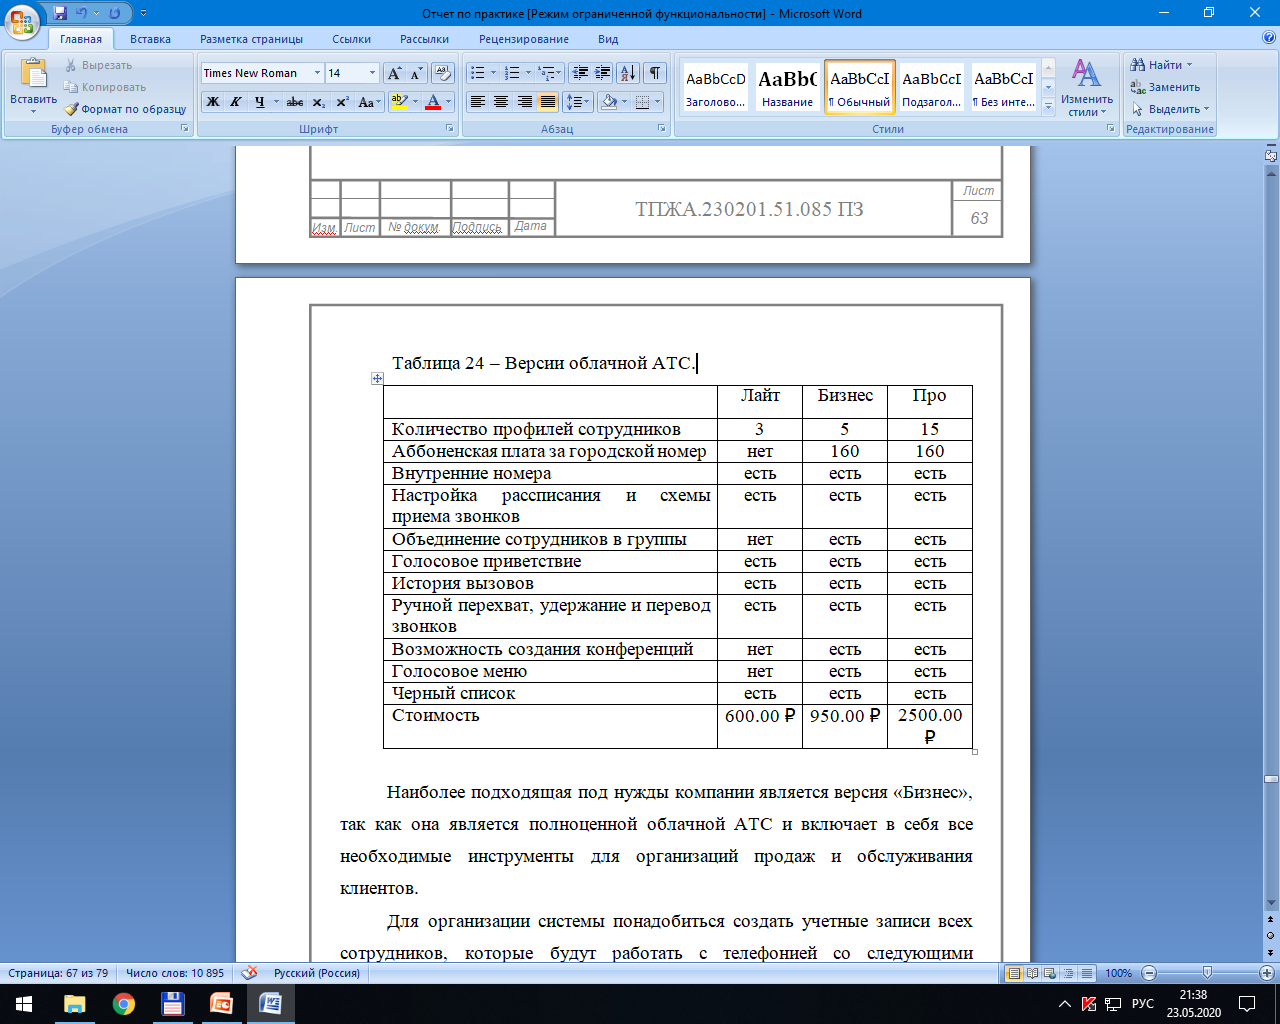 Отчет по практике [Режим ограниченной функциональности] - Microsoft Word
Главная Вставка Разметка страницы Ссылки Рассылки Рецензирование Вид
Вставить
Вырезать
Копировать
Формат по образцу
Буфер обмена
Times New Roman 14
Ж К Ч abc x₂ x² Aa ab A
Шрифт
Абзац
AaBbCcD AaBbC AaBbCcI AaBbCcI AaBbCcI
Заголово... Название ¶ Обычный Подзагол... ¶ Без инте...
Изменить стили
Стили
Найти
Заменить
Выделить
Редактирование
Изм. Лист № докум. Подпись Дата
ТПЖА.230201.51.085 ПЗ
Лист
63
Таблица 24 – Версии облачной АТС.
Лайт Бизнес Про
Количество профилей сотрудников 3 5 15
Аббоненская плата за городской номер нет 160 160
Внутренние номера есть есть есть
Настройка рассписания и схемы есть есть есть
приема звонков
Объединение сотрудников в группы нет есть есть
Голосовое приветствие есть есть есть
История вызовов есть есть есть
Ручной перехват, удержание и перевод есть есть есть
звонков
Возможность создания конференций нет есть есть
Голосовое меню нет есть есть
Черный список есть есть есть
Стоимость 600.00 ₽ 950.00 ₽ 2500.00
₽
Наиболее подходящая под нужды компании является версия «Бизнес»,
так как она является полноценной облачной АТС и включает в себя все
необходимые инструменты для организаций продаж и обслуживания
клиентов.
Для организации системы понадобиться создать учетные записи всех
сотрудников, которые будут работать с телефонией со следующими
Страница: 67 из 79 Число слов: 10 895 Русский (Россия) 100%
РУС
21:38
23.05.2020